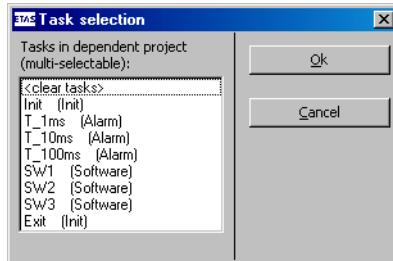 ETAS Task selection
Tasks in dependent project
(multi-selectable):
Ok
<clear tasks>
Init (Init)
T_1ms (Alarm)
Cancel
T_10ms (Alarm)
T_100ms (Alarm)
SW1 (Software)
SW2 (Software)
SW3 (Software)
Exit (Init)